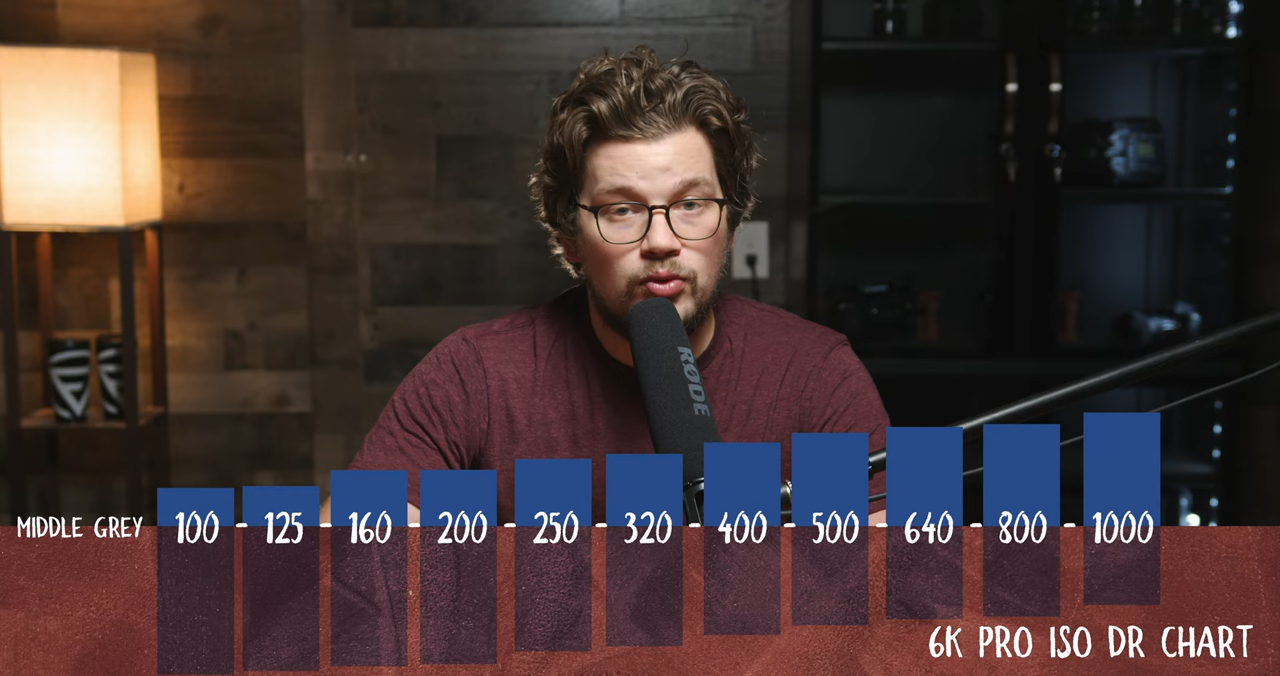 RØDE
MIDDLE GREY 100 - 125 - 160 - 200 - 250 - 320 - 400 - 500 - 640 - 800 - 1000
6K PRO ISO DR CHART